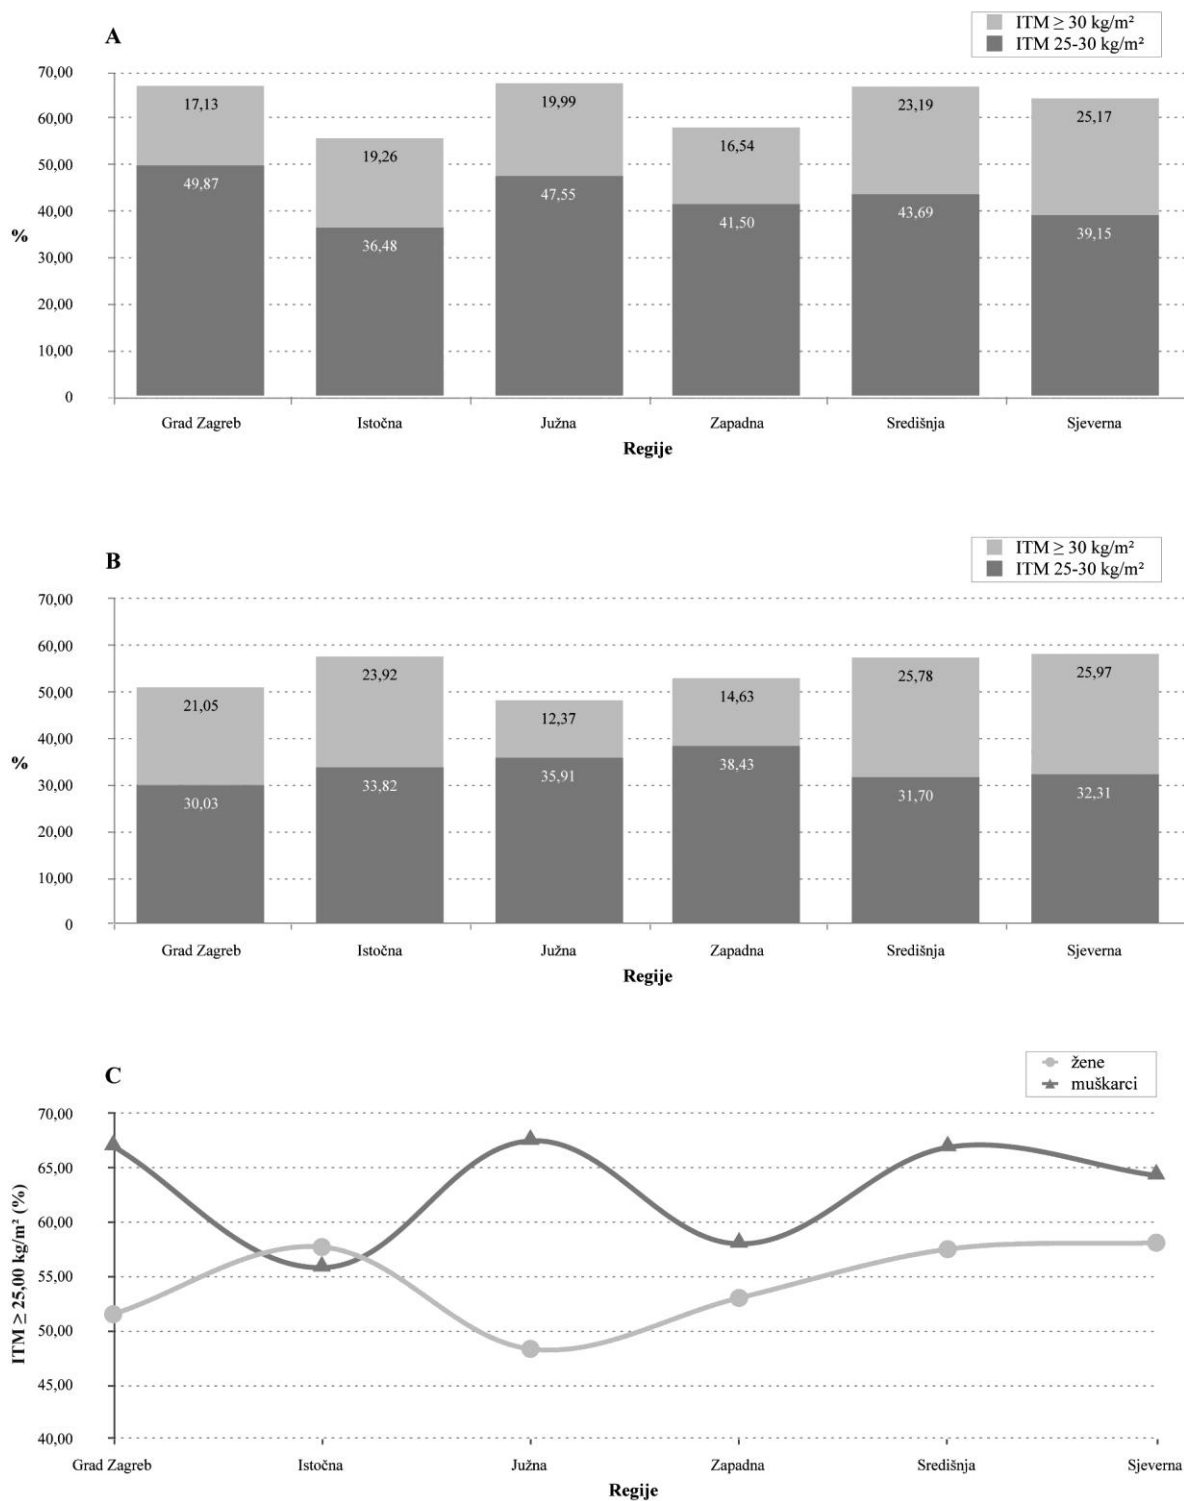 A
ITM ≥ 30 kg/m²
ITM 25-30 kg/m²
70,00
60,00
50,00
40,00
30,00
20,00
10,00
0
%
17,13
49,87
19,26
36,48
19,99
47,55
16,54
41,50
23,19
43,69
25,17
39,15
Grad Zagreb
Istočna
Južna
Zapadna
Središnja
Sjeverna
Regije
B
ITM ≥ 30 kg/m²
ITM 25-30 kg/m²
70,00
60,00
50,00
40,00
30,00
20,00
10,00
0
%
21,05
30,03
23,92
33,82
12,37
35,91
14,63
38,43
25,78
31,70
25,97
32,31
Grad Zagreb
Istočna
Južna
Zapadna
Središnja
Sjeverna
Regije
C
žene
muškarci
70,00
65,00
60,00
55,00
50,00
45,00
40,00
ITM ≥ 25,00 kg/m² (%)
Grad Zagreb
Istočna
Južna
Zapadna
Središnja
Sjeverna
Regije